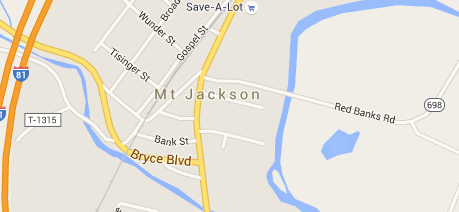 Save-A-Lot
Broad
Wunder St
Gospel St
Tisinger St
81
Mt Jackson
698
Red Banks Rd
T-1315
Bank St
Bryce Blvd